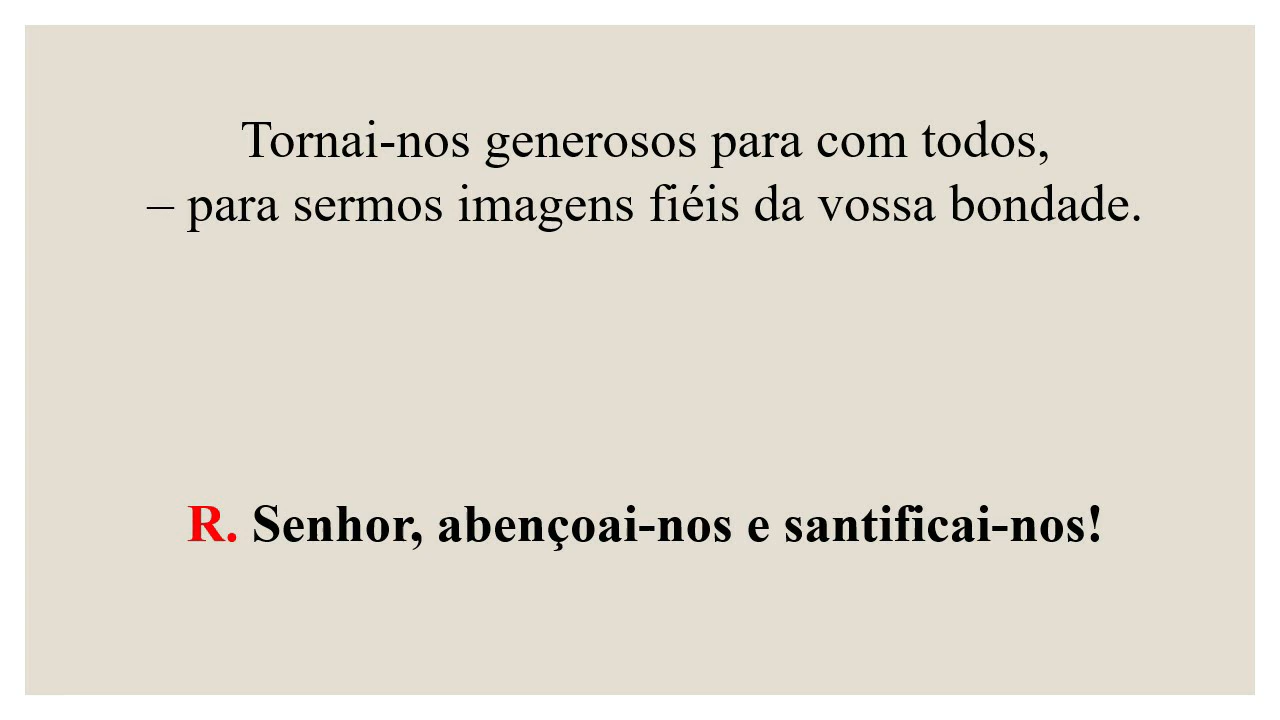 Tornai-nos generosos para com todos,
– para sermos imagens fiéis da vossa bondade.
R. Senhor, abençoai-nos e santificai-nos!